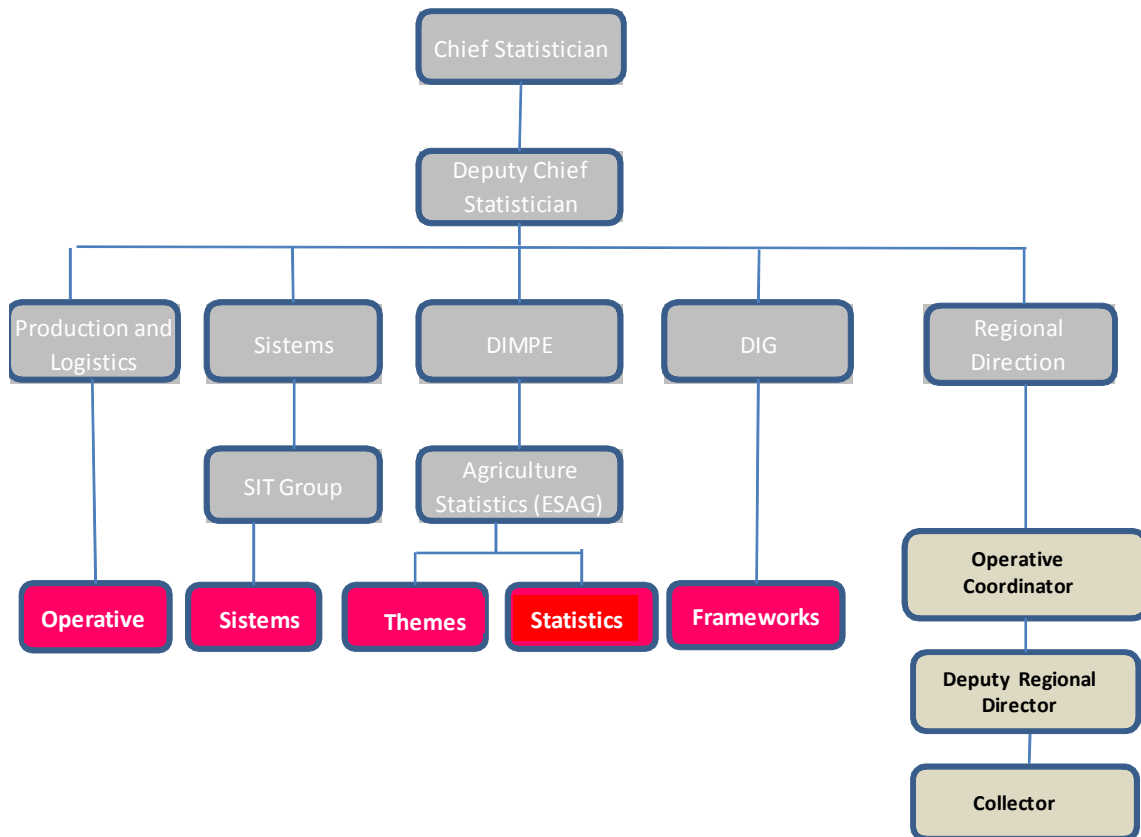 Chief Statistician
Deputy Chief
Statistician
Production and
Logistics
Sistems
DIMPE
DIG
Regional
Direction
SIT Group
Agriculture
Statistics (ESAG)
Operative
Coordinator
Operative
Sistems
Themes
Statistics
Frameworks
Deputy Regional
Director
Collector